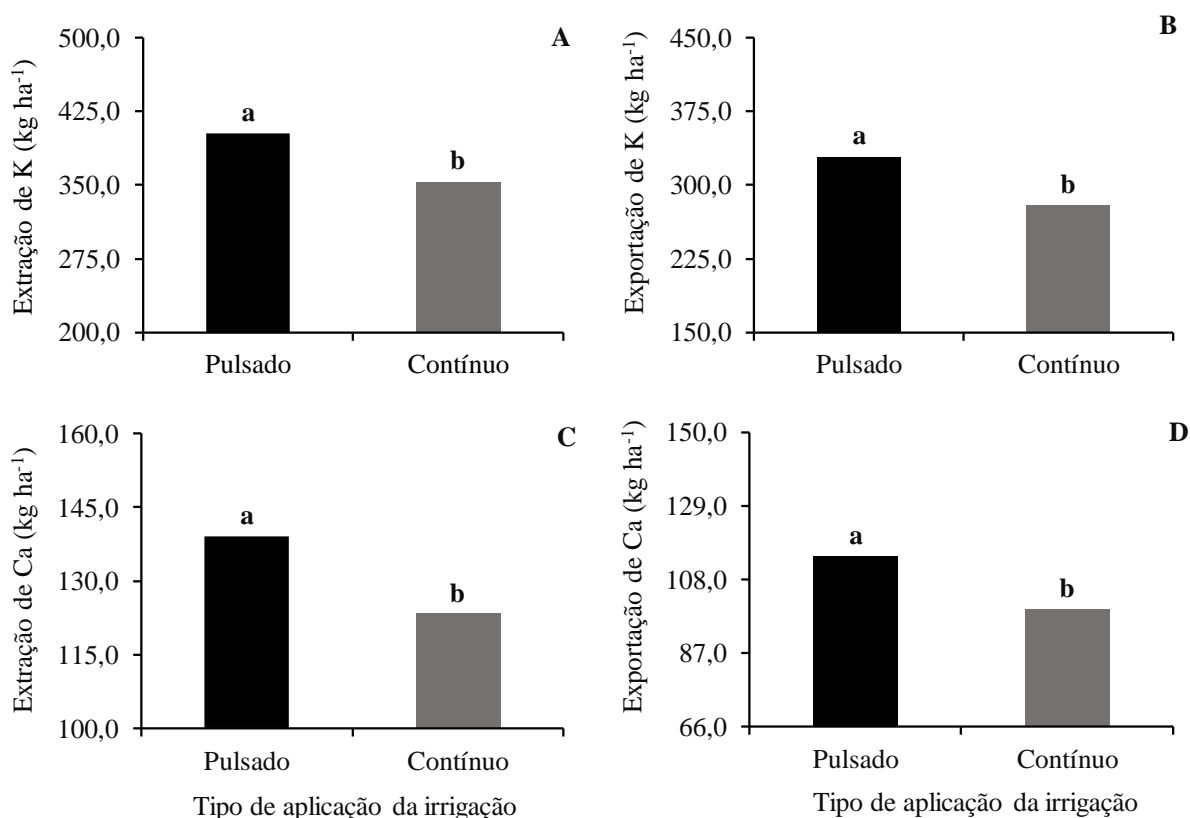 A
Extração de K (kg ha⁻¹)
500,0
425,0
350,0
275,0
200,0
a
b
Pulsado Contínuo
B
Exportação de K (kg ha⁻¹)
450,0
375,0
300,0
225,0
150,0
a
b
Pulsado Contínuo
C
Extração de Ca (kg ha⁻¹)
160,0
145,0
130,0
115,0
100,0
a
b
Pulsado Contínuo
Tipo de aplicação da irrigação
D
Exportação de Ca (kg ha⁻¹)
150,0
129,0
108,0
87,0
66,0
a
b
Pulsado Contínuo
Tipo de aplicação da irrigação